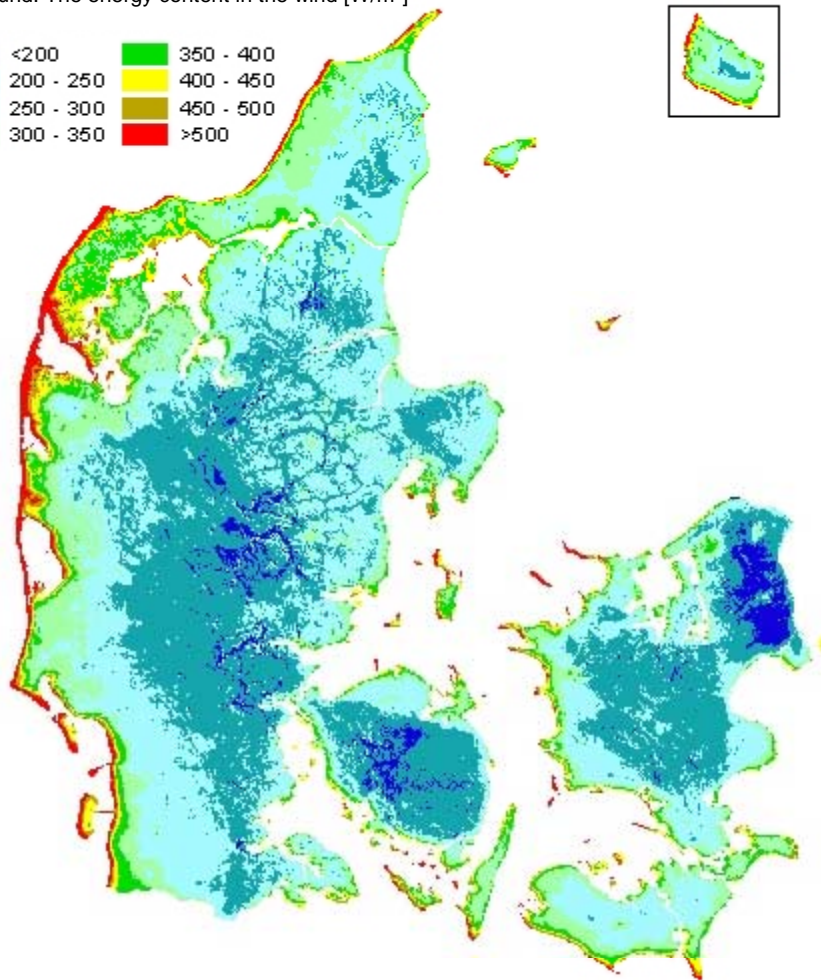 and: The energy content in the wind [W/m²]
<200 350 - 400
200 - 250 400 - 450
250 - 300 450 - 500
300 - 350 >500